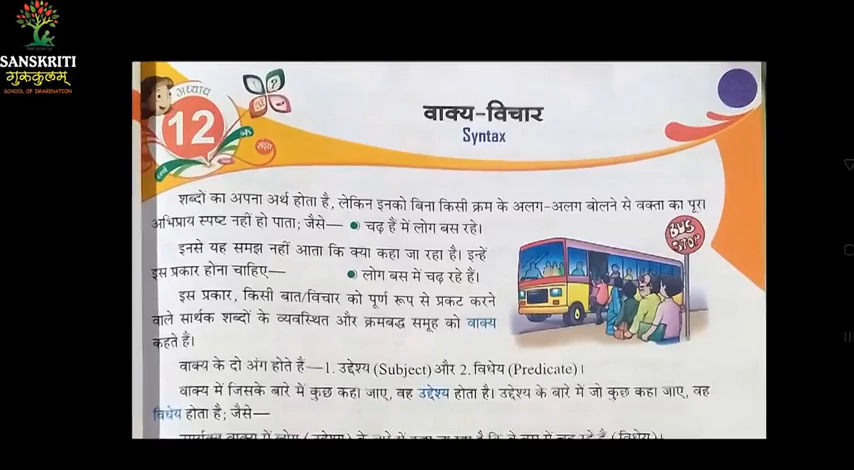 SANSKRITI
गुरुकुलम्
SCHOOL OF IMAGINATION
अध्याय
12
संज्ञा
वाक्य-विचार
Syntax
शब्दों का अपना अर्थ होता है, लेकिन इनको बिना किसी क्रम के अलग-अलग बोलने से वक्ता का पूरा
अभिप्राय स्पष्ट नहीं हो पाता; जैसे— ● चढ़ हैं में लोग बस रहे।
इनसे यह समझ नहीं आता कि क्या कहा जा रहा है। इन्हें
इस प्रकार होना चाहिए— ● लोग बस में चढ़ रहे हैं।
BUS
STOP
इस प्रकार, किसी बात/विचार को पूर्ण रूप से प्रकट करने
वाले सार्थक शब्दों के व्यवस्थित और क्रमबद्ध समूह को वाक्य
कहते हैं।
वाक्य के दो अंग होते हैं—1. उद्देश्य (Subject) और 2. विधेय (Predicate)।
वाक्य में जिसके बारे में कुछ कहा जाए, वह उद्देश्य होता है। उद्देश्य के बारे में जो कुछ कहा जाए, वह
विधेय होता है; जैसे—